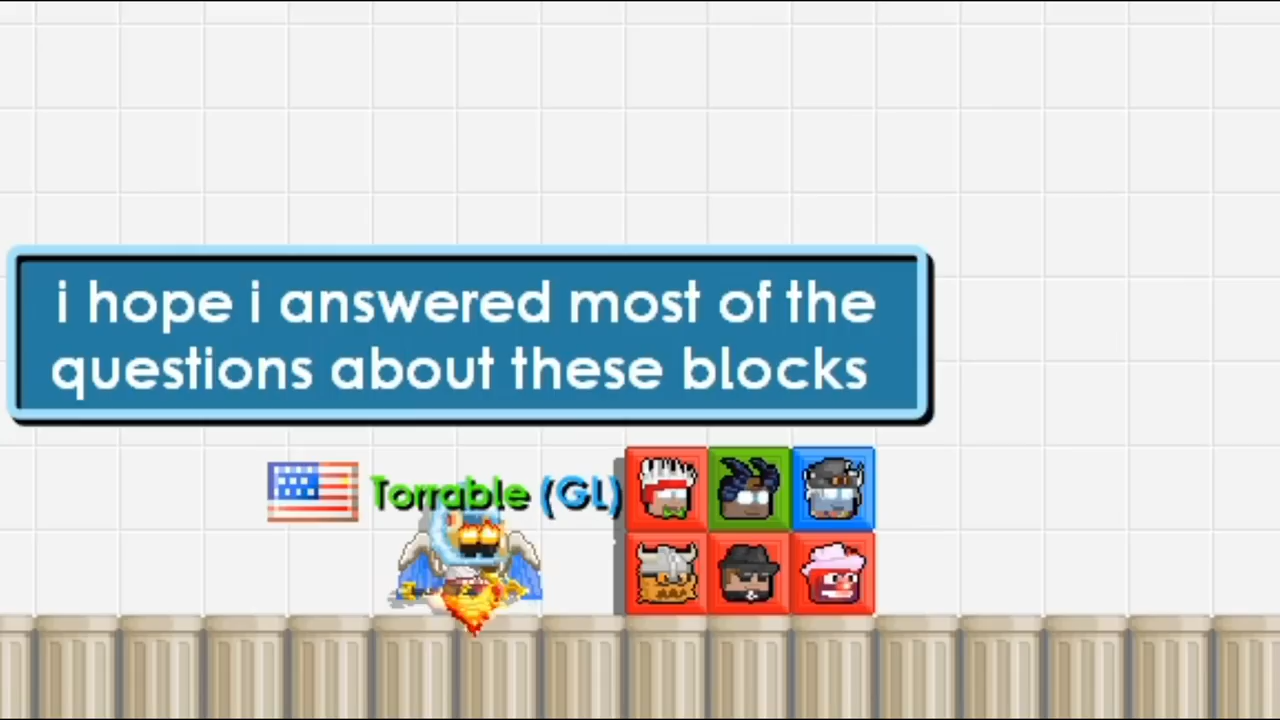 i hope i answered most of the
questions about these blocks
Torrable (GL)